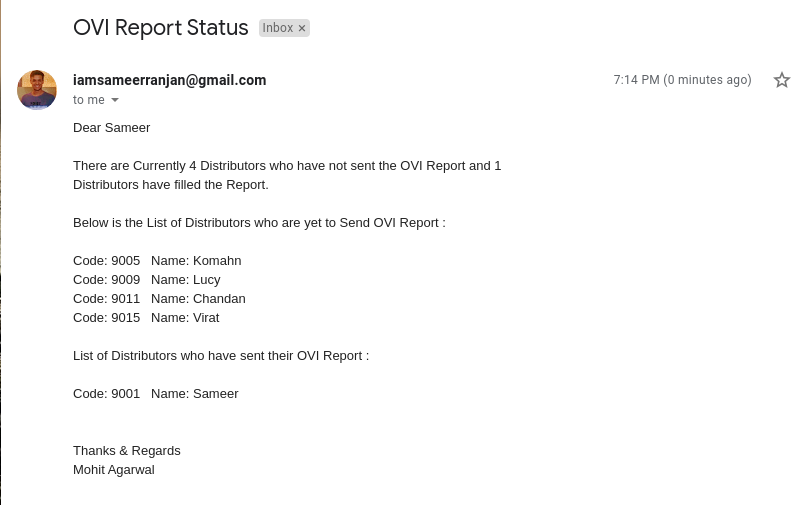 OVI Report Status Inbox ×
iamsameerranjan@gmail.com 7:14 PM (0 minutes ago)
to me
Dear Sameer
There are Currently 4 Distributors who have not sent the OVI Report and 1
Distributors have filled the Report.
Below is the List of Distributors who are yet to Send OVI Report :
Code: 9005 Name: Komahn
Code: 9009 Name: Lucy
Code: 9011 Name: Chandan
Code: 9015 Name: Virat
List of Distributors who have sent their OVI Report :
Code: 9001 Name: Sameer
Thanks & Regards
Mohit Agarwal